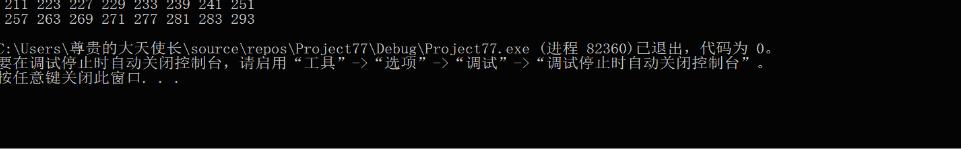 211 223 227 229 233 239 241 251
257 263 269 271 277 281 283 293
C:\Users\尊贵的大天使长\source\repos\Project77\Debug\Project77.exe (进程 82360)已退出，代码为 0。
要在调试停止时自动关闭控制台，请启用“工具”->“选项”->“调试”->“调试停止时自动关闭控制台”。
按任意键关闭此窗口. . .